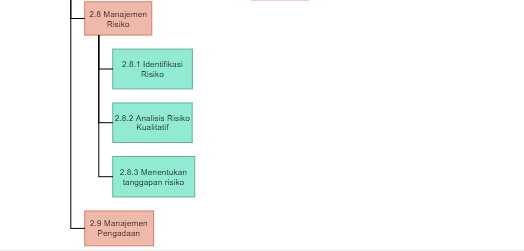 2.8 Manajemen
Risiko
2.8.1 Identifikasi
Risiko
2.8.2 Analisis Risiko
Kualitatif
2.8.3 Menentukan
tanggapan risiko
2.9 Manajemen
Pengadaan